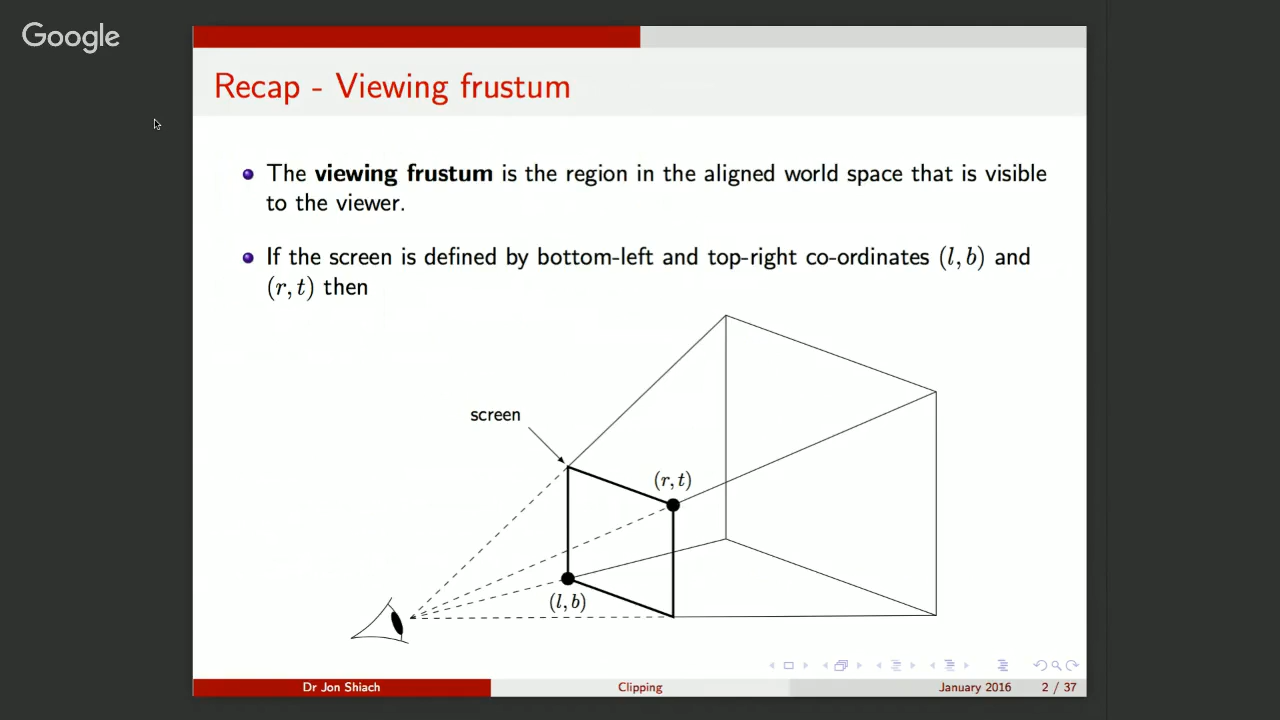 Google
Recap - Viewing frustum
The viewing frustum is the region in the aligned world space that is visible
to the viewer.
If the screen is defined by bottom-left and top-right co-ordinates (l, b) and
(r, t) then
screen
(r, t)
(l, b)
Dr Jon Shiach
Clipping
January 2016
2 / 37